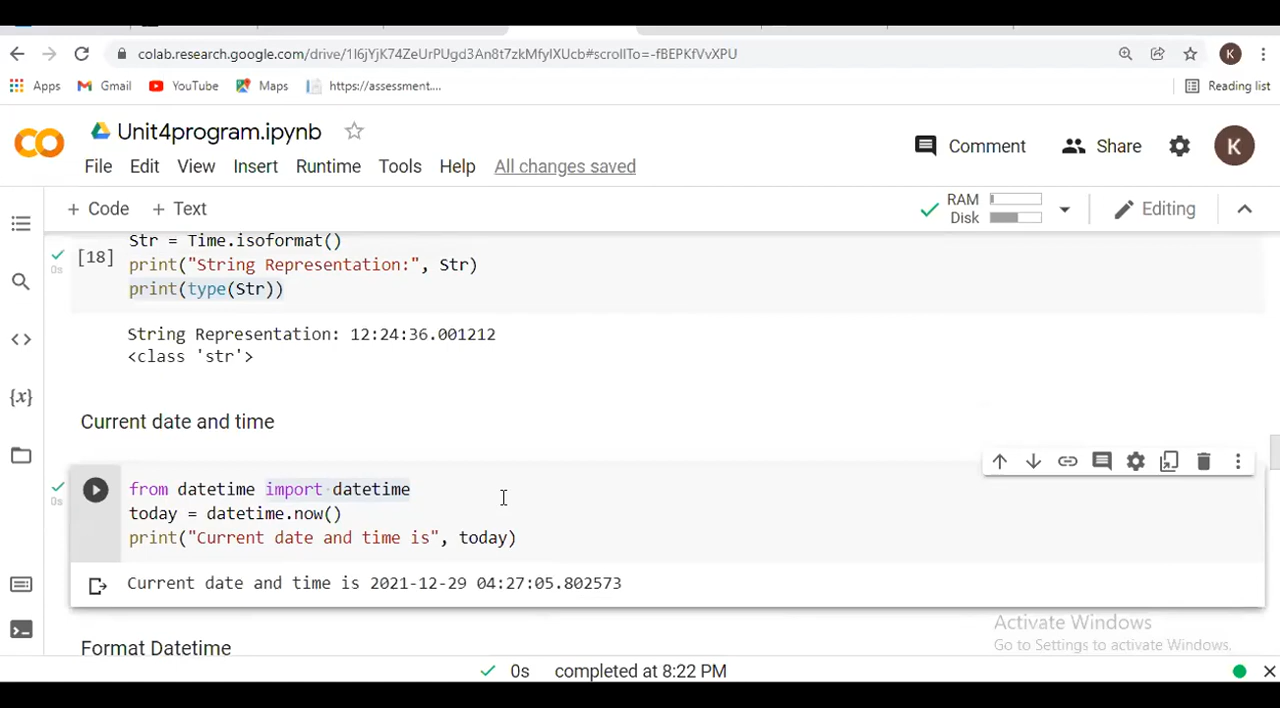 colab.research.google.com/drive/1I6jYjK74ZeUrPUgd3An8t7zkMfyIXUcb#scrollTo=-fBEPKfVvXPU
K
Apps Gmail YouTube Maps https://assessment.... Reading list
Unit4program.ipynb
Comment Share K
File Edit View Insert Runtime Tools Help All changes saved
+ Code + Text RAM Disk Editing
Str = Time.isoformat()
[18]
0s
print("String Representation:", Str)
print(type(Str))
String Representation: 12:24:36.001212
<class 'str'>
Current date and time
from datetime import datetime
0s
today = datetime.now()
print("Current date and time is", today)
Current date and time is 2021-12-29 04:27:05.802573
Activate Windows
Go to Settings to activate Windows.
Format Datetime
0s completed at 8:22 PM